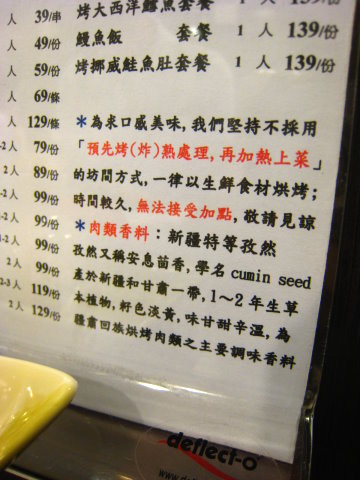 人 39/串
人 49/份
人 59/份
人 69/條
人 129/條
-2人 79/份
-2人 89/份
-2人 99/份
-2人 99/份
1-2人 99/份
2人 99/份
2-3人 119/份
2人 129/份
烤大西洋鱈魚套餐 1人 139/份
鰻魚飯 套餐 1人 139/份
烤挪威鮭魚肚套餐 1人 139/份
*為求口感美味,我們堅持不採用
「預先烤(炸)熟處理,再加熱上菜」
的坊間方式,一律以生鮮食材烘烤;
時間較久,無法接受加點,敬請見諒
*肉類香料:新疆特等孜然
孜然又稱安息茴香,學名 cumin seed
產於新疆和甘肅一帶,1~2年生草
本植物,籽色淡黃,味甘甜辛溫,為
疆肅回族烘烤肉類之主要調味香料
deflect-o